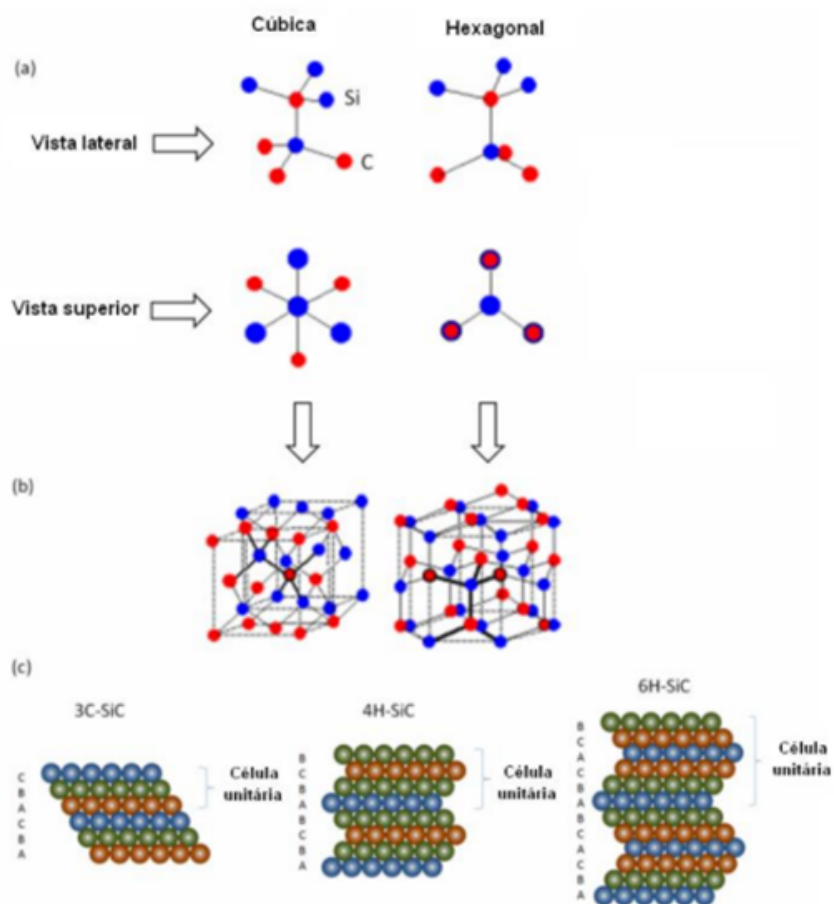 Cúbica
Hexagonal
(a)
Si
Vista lateral
C
Vista superior
(b)
(c)
3C-SiC
4H-SiC
6H-SiC
C
B
A
C
B
A
Célula
unitária
B
C
B
A
B
C
B
A
Célula
unitária
B
C
A
C
B
A
B
C
A
C
B
A
Célula
unitária